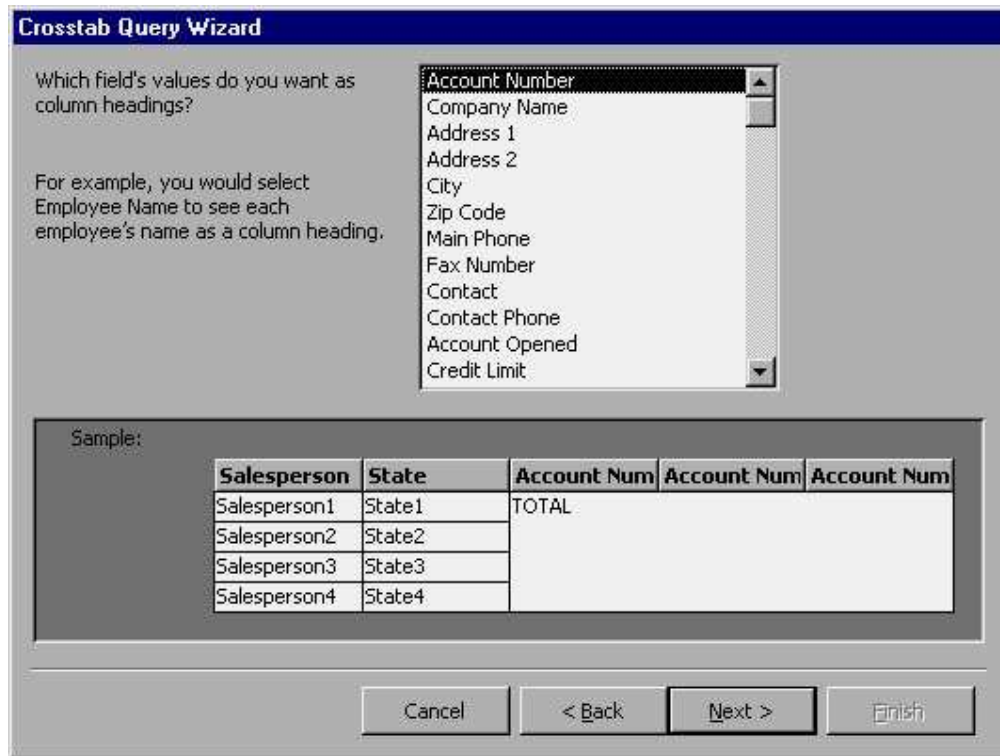 Crosstab Query Wizard
Which field's values do you want as
column headings?
For example, you would select
Employee Name to see each
employee's name as a column heading.
Account Number
Company Name
Address 1
Address 2
City
Zip Code
Main Phone
Fax Number
Contact
Contact Phone
Account Opened
Credit Limit
Sample:
Salesperson State Account Num Account Num Account Num
Salesperson1 State1 TOTAL
Salesperson2 State2
Salesperson3 State3
Salesperson4 State4
Cancel < Back Next > Finish